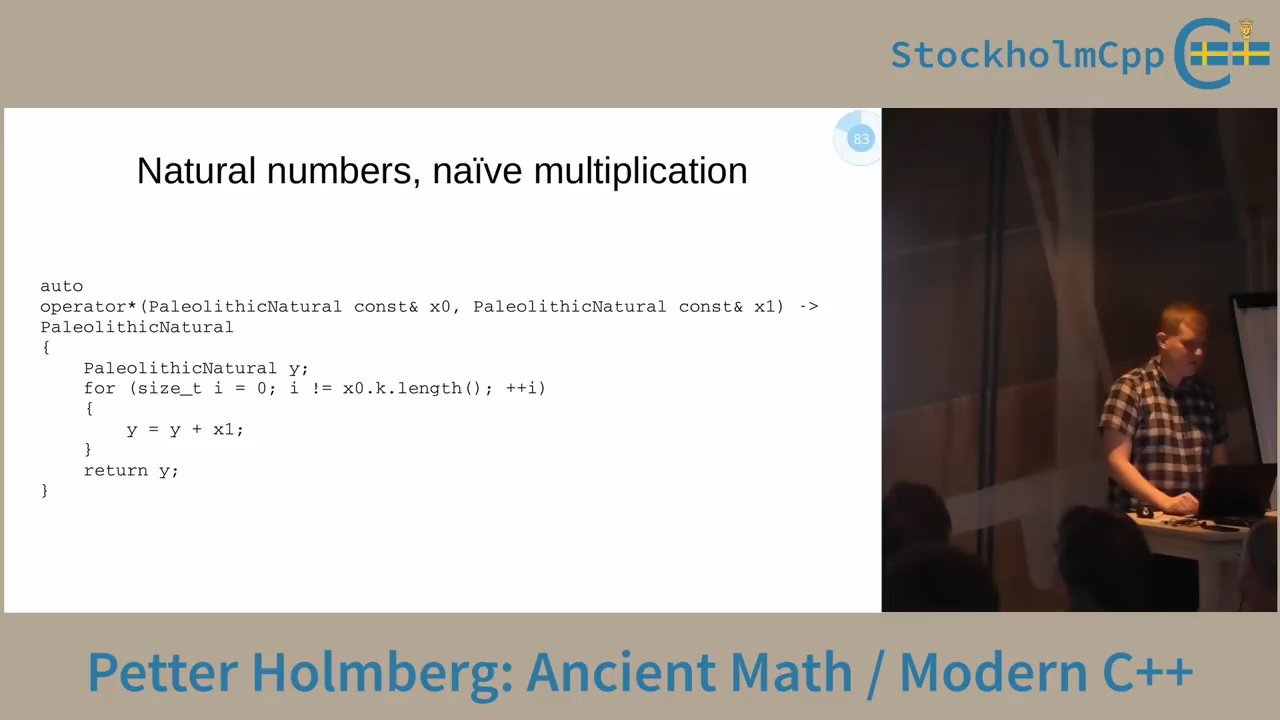 StockholmCpp
83
Natural numbers, naïve multiplication
auto
operator*(PaleolithicNatural const& x0, PaleolithicNatural const& x1) ->
PaleolithicNatural
{
    PaleolithicNatural y;
    for (size_t i = 0; i != x0.k.length(); ++i)
    {
        y = y + x1;
    }
    return y;
}
Petter Holmberg: Ancient Math / Modern C++